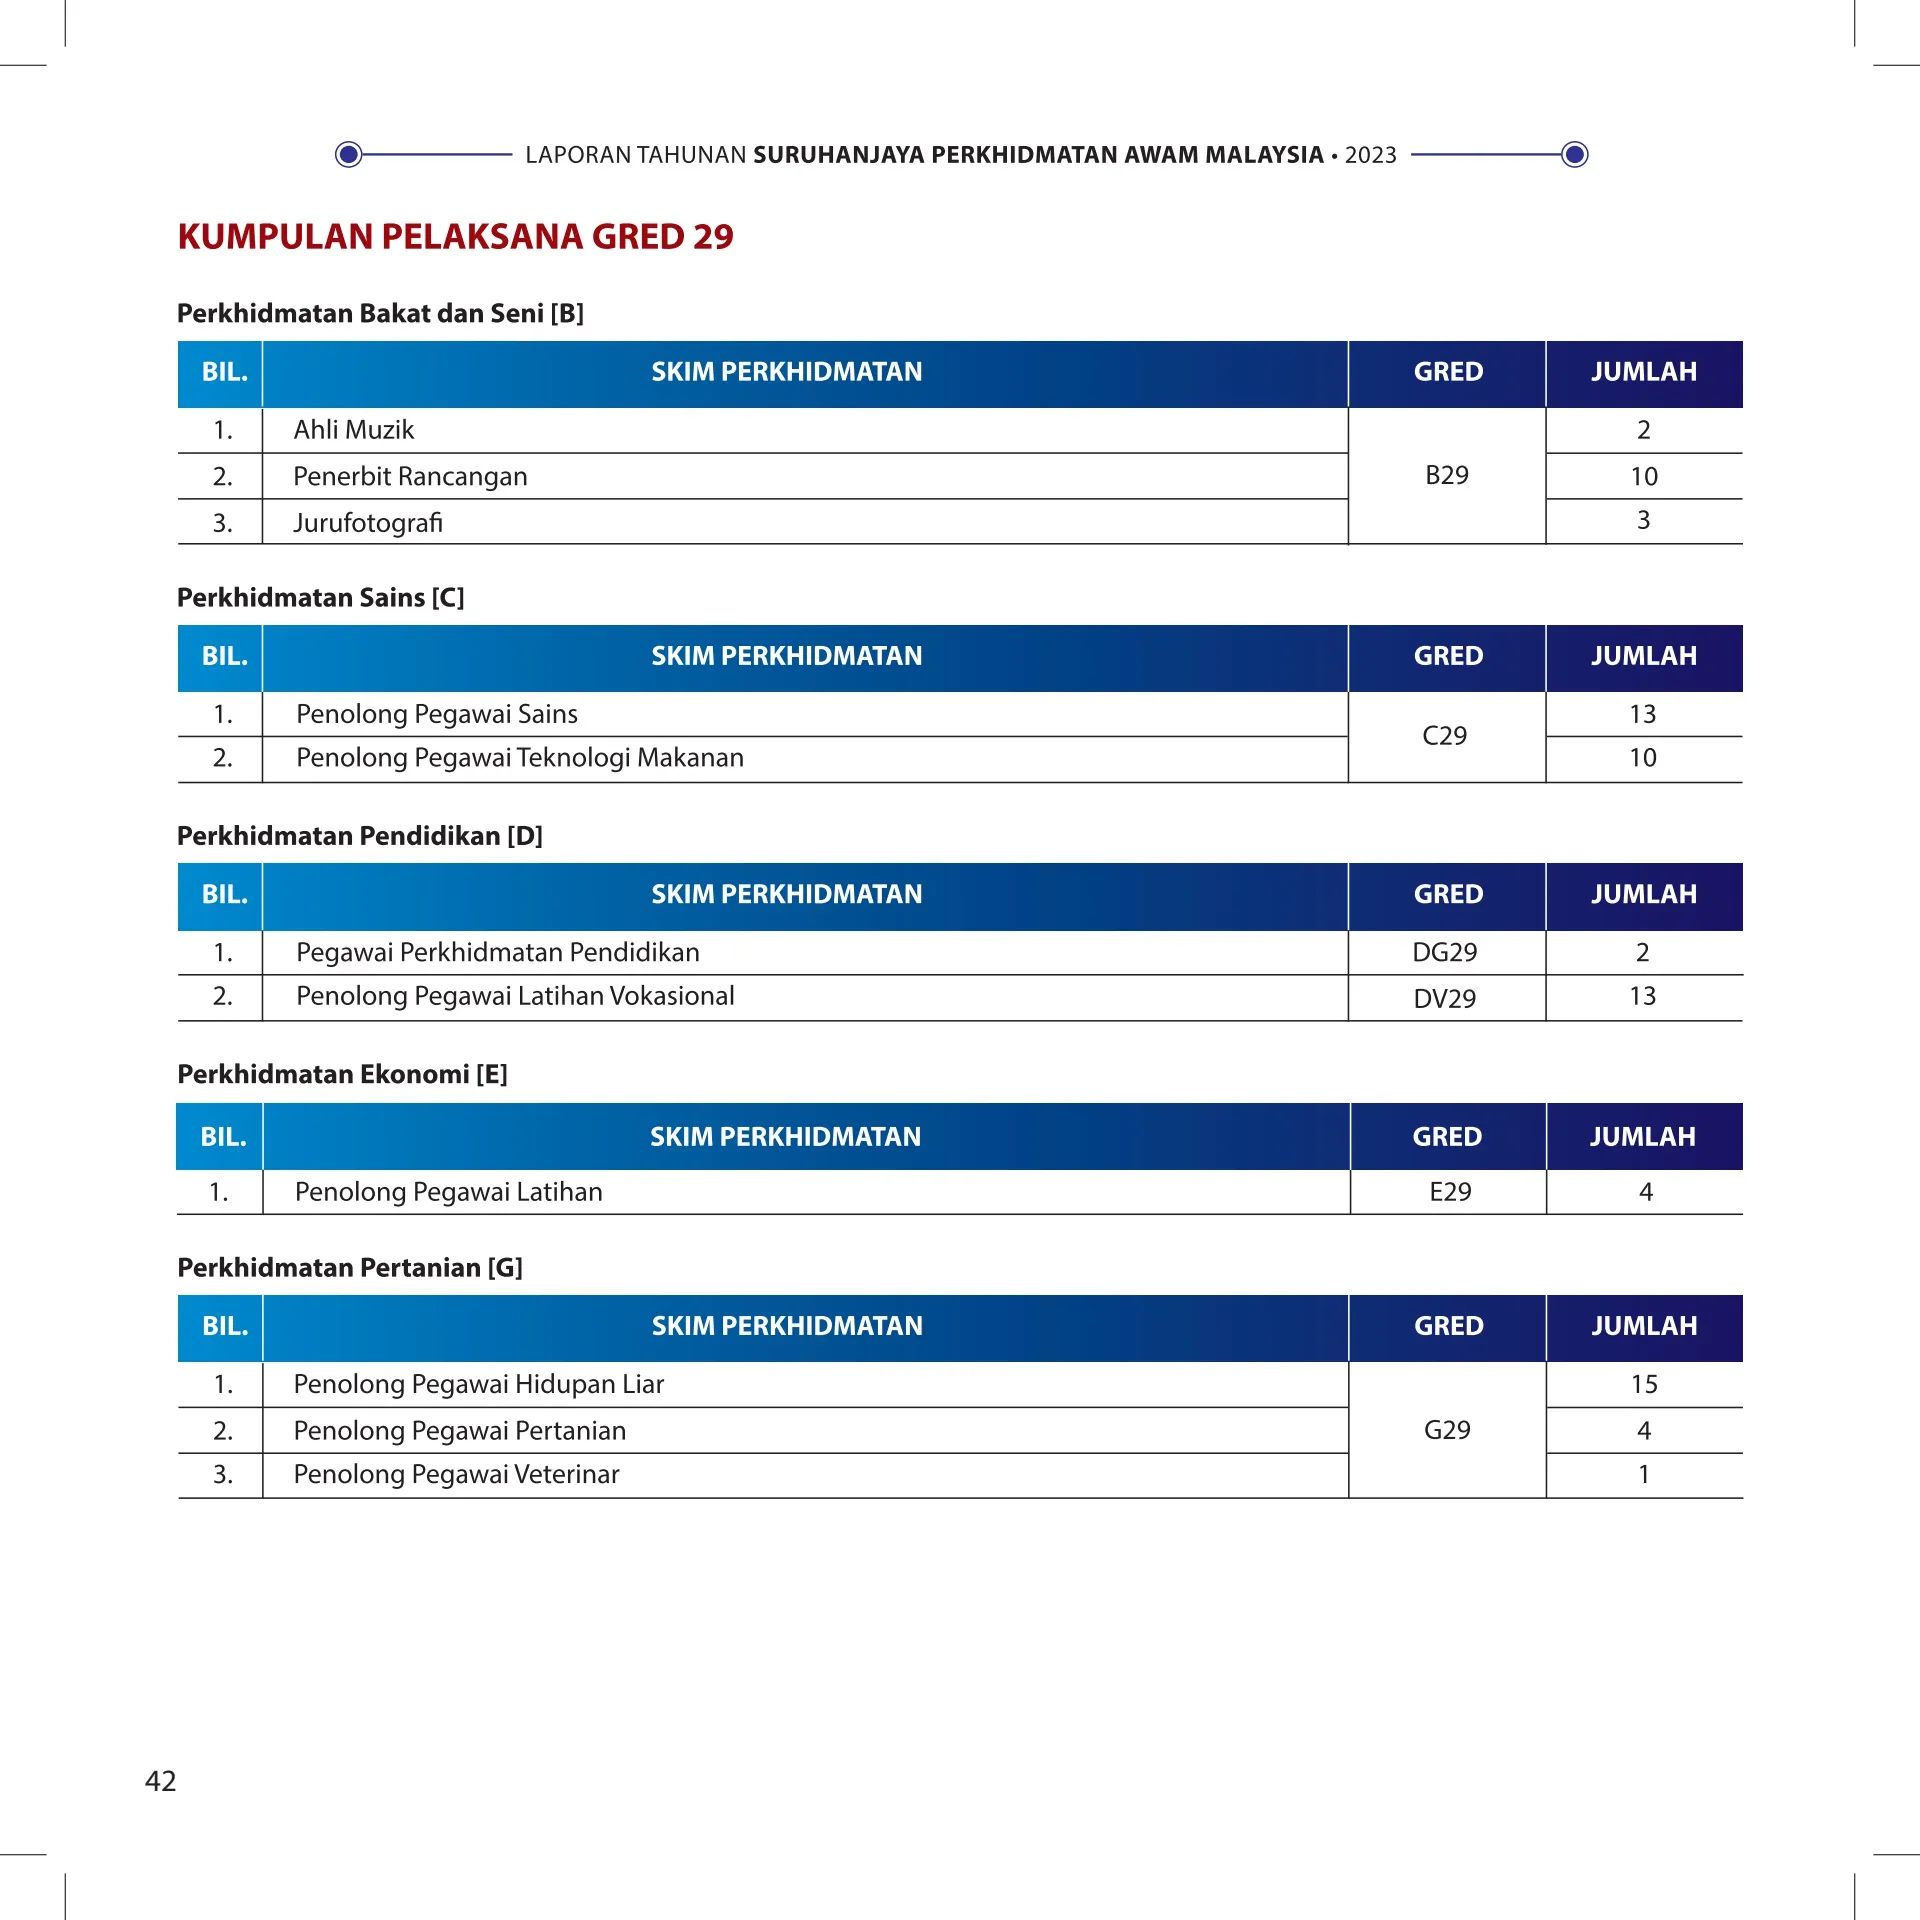 LAPORAN TAHUNAN SURUHANJAYA PERKHIDMATAN AWAM MALAYSIA • 2023
KUMPULAN PELAKSANA GRED 29
Perkhidmatan Bakat dan Seni [B]
BIL. SKIM PERKHIDMATAN GRED JUMLAH
1. Ahli Muzik 2
2. Penerbit Rancangan B29 10
3. Jurufotografi 3
Perkhidmatan Sains [C]
BIL. SKIM PERKHIDMATAN GRED JUMLAH
1. Penolong Pegawai Sains C29 13
2. Penolong Pegawai Teknologi Makanan 10
Perkhidmatan Pendidikan [D]
BIL. SKIM PERKHIDMATAN GRED JUMLAH
1. Pegawai Perkhidmatan Pendidikan DG29 2
2. Penolong Pegawai Latihan Vokasional DV29 13
Perkhidmatan Ekonomi [E]
BIL. SKIM PERKHIDMATAN GRED JUMLAH
1. Penolong Pegawai Latihan E29 4
Perkhidmatan Pertanian [G]
BIL. SKIM PERKHIDMATAN GRED JUMLAH
1. Penolong Pegawai Hidupan Liar 15
2. Penolong Pegawai Pertanian G29 4
3. Penolong Pegawai Veterinar 1
42